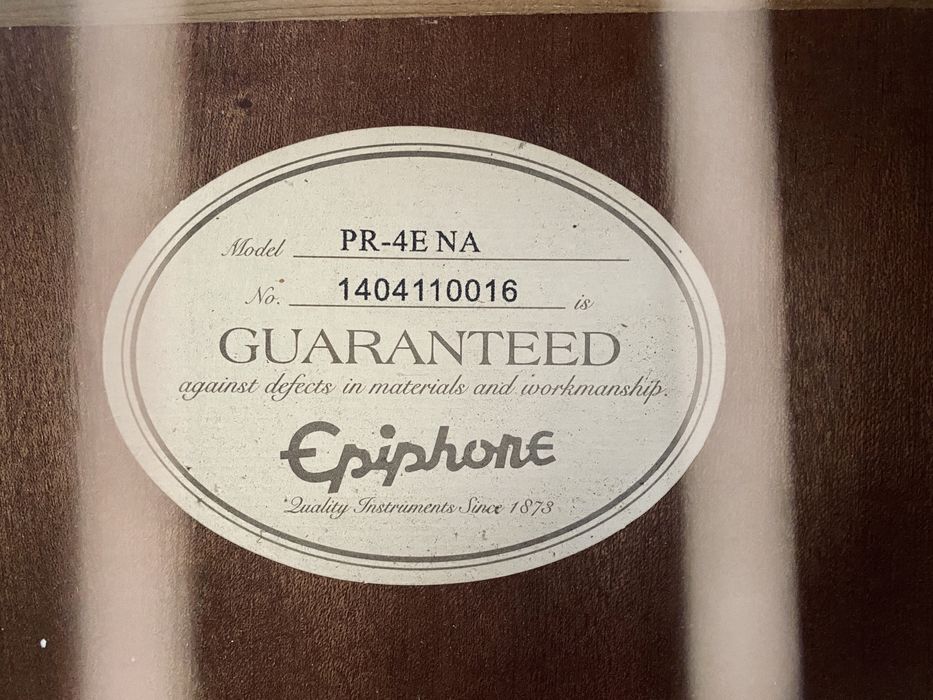 Model PR-4E NA
No. 1404110016 is
GUARANTEED
against defects in materials and workmanship.
Epiphone
Quality Instruments Since 1873